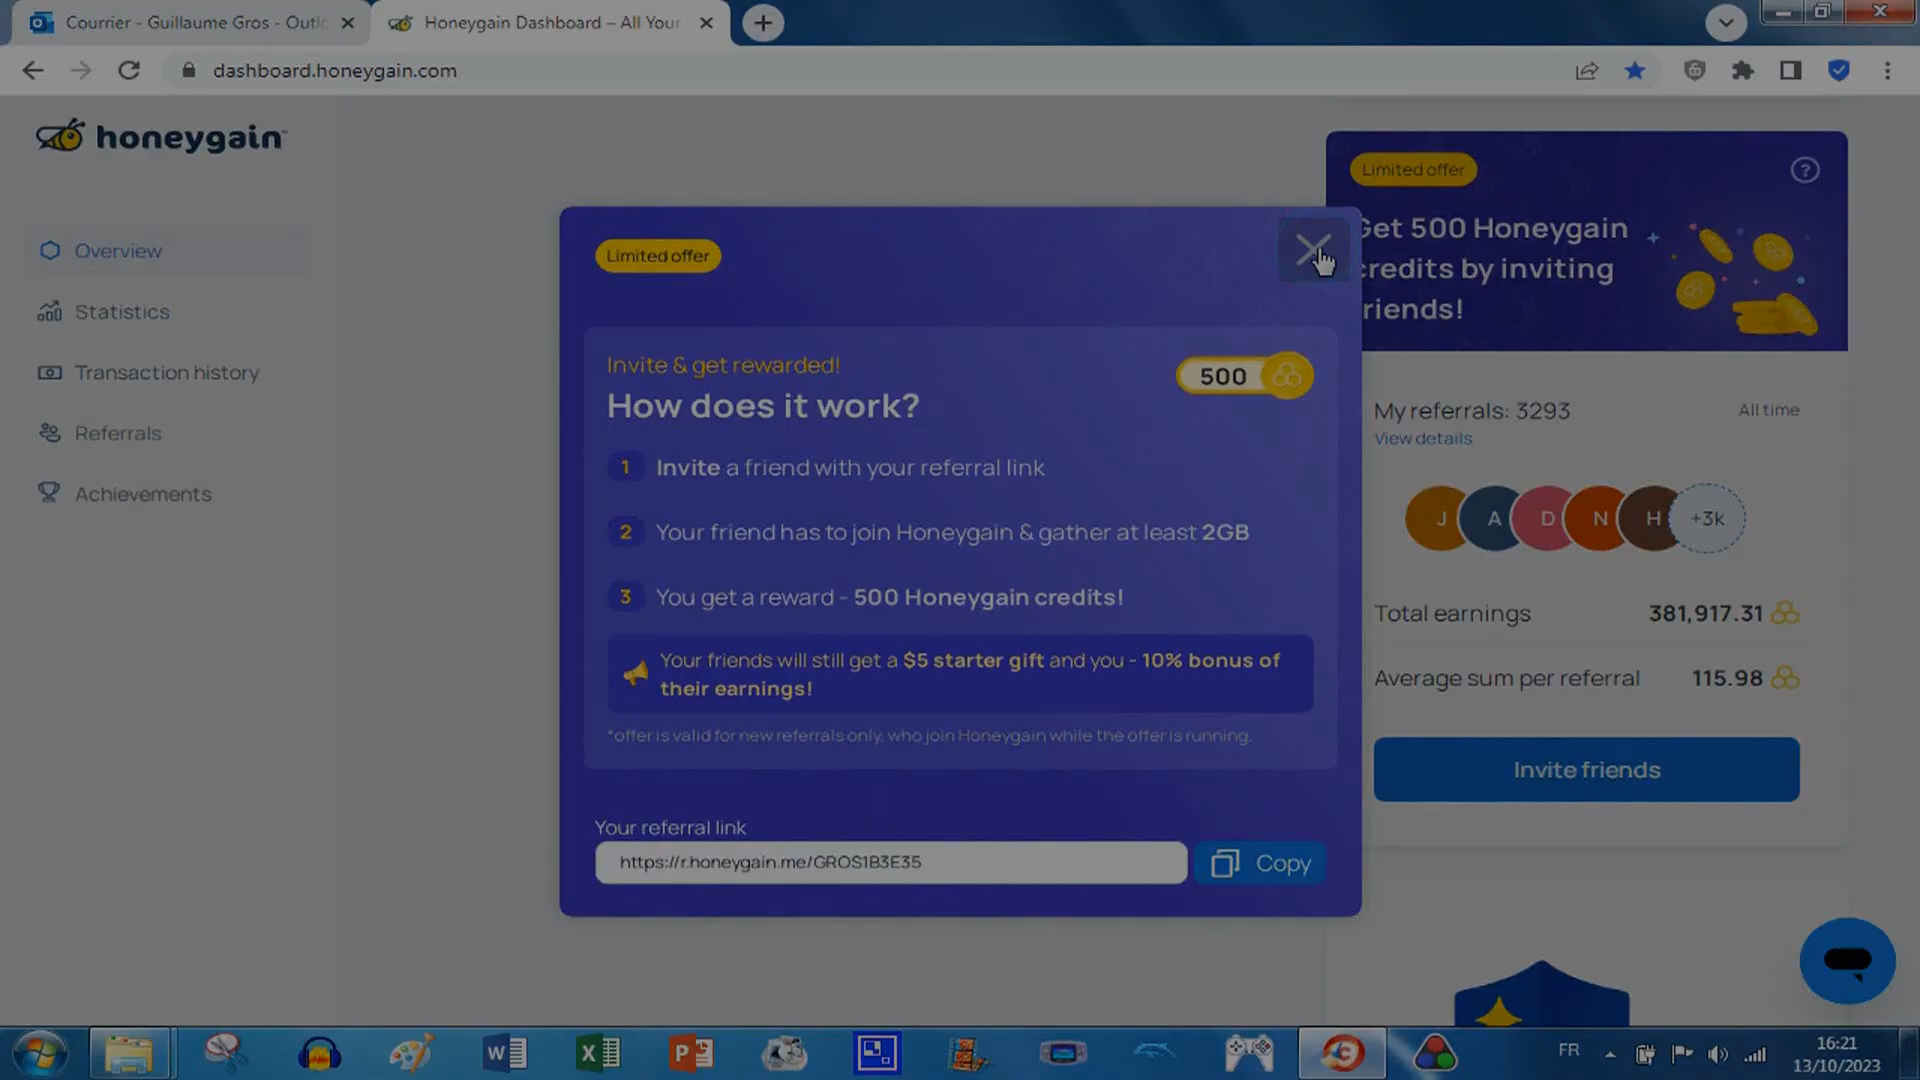 Courrier - Guillaume Gros - Outlo
Honeygain Dashboard – All Your
dashboard.honeygain.com
honeygain
Overview
Statistics
Transaction history
Referrals
Achievements
Limited offer
Invite & get rewarded!
500
How does it work?
1 Invite a friend with your referral link
2 Your friend has to join Honeygain & gather at least 2GB
3 You get a reward - 500 Honeygain credits!
Your friends will still get a $5 starter gift and you - 10% bonus of
their earnings!
*offer is valid for new referrals only, who join Honeygain while the offer is running.
Your referral link
https://r.honeygain.me/GROS1B3E35
Copy
Limited offer
?
Get 500 Honeygain
credits by inviting
friends!
My referrals: 3293
All time
View details
J A D N H +3k
Total earnings 381,917.31
Average sum per referral 115.98
Invite friends
FR
16:21
13/10/2023